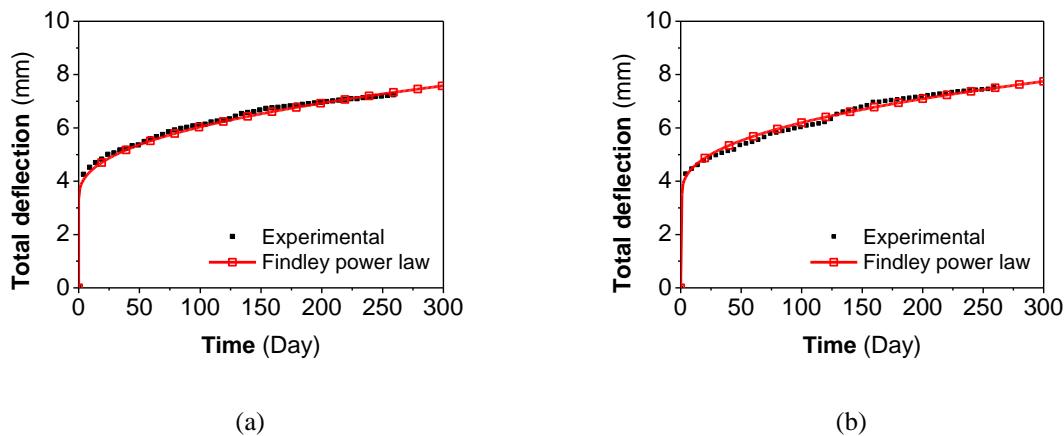 10
8
6
4
2
0
Total deflection (mm)
Experimental
Findley power law
0 50 100 150 200 250 300
Time (Day)
(a)
10
8
6
4
2
0
Total deflection (mm)
Experimental
Findley power law
0 50 100 150 200 250 300
Time (Day)
(b)